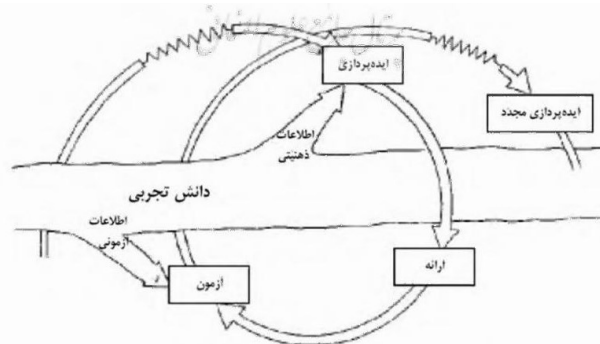 ایده‌پردازی
ایده‌پردازی مجدد
اطلاعات
ذهنیتی
دانش تجربی
اطلاعات
آزمونی
ارائه
آزمون